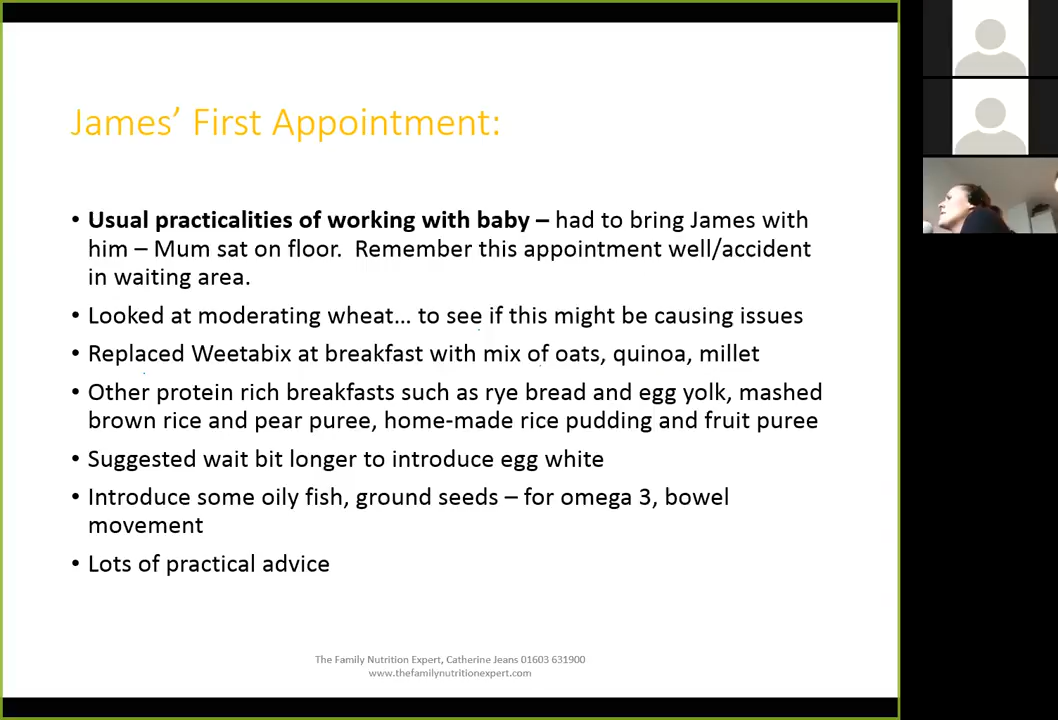 James’ First Appointment:
• Usual practicalities of working with baby – had to bring James with
him – Mum sat on floor.  Remember this appointment well/accident
in waiting area.
• Looked at moderating wheat… to see if this might be causing issues
• Replaced Weetabix at breakfast with mix of oats, quinoa, millet
• Other protein rich breakfasts such as rye bread and egg yolk, mashed
brown rice and pear puree, home-made rice pudding and fruit puree
• Suggested wait bit longer to introduce egg white
• Introduce some oily fish, ground seeds – for omega 3, bowel
movement
• Lots of practical advice
The Family Nutrition Expert, Catherine Jeans 01603 631900
www.thefamilynutritionexpert.com